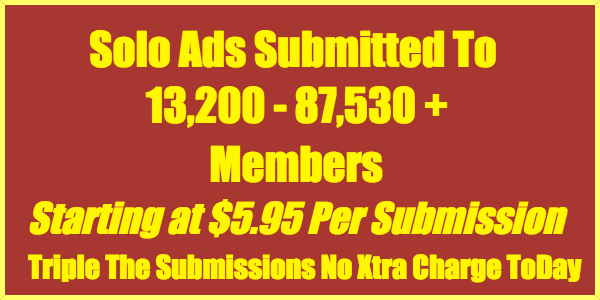 Solo Ads Submitted To
13,200 - 87,530 +
Members
Starting at $5.95 Per Submission
Triple The Submissions No Xtra Charge ToDay